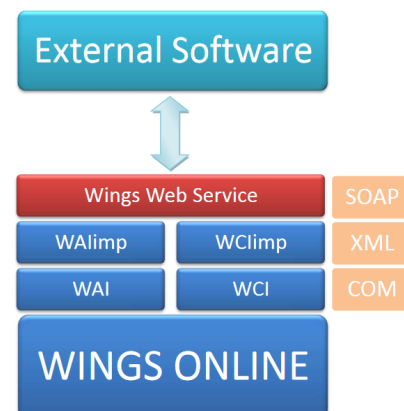 External Software
Wings Web Service SOAP
WAIimp WCIimp XML
WAI WCI COM
WINGS ONLINE